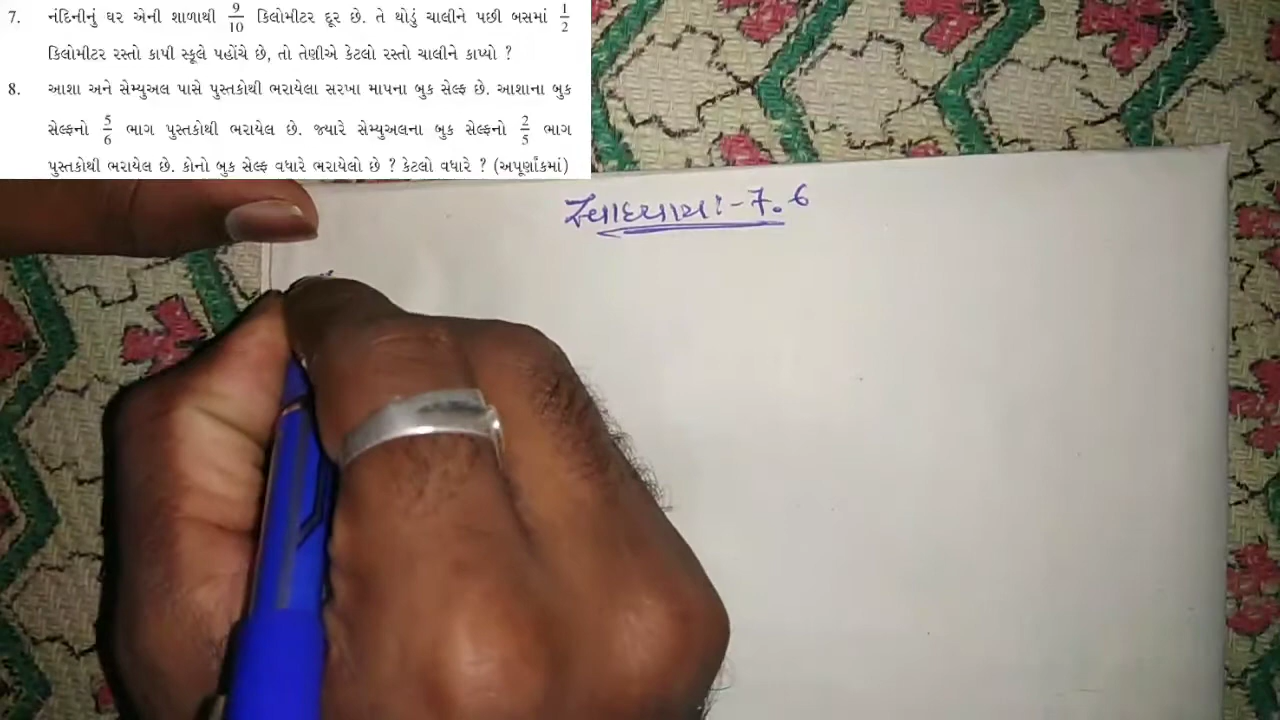 7. નંદિનીનું ઘર એની શાળાથી 9/10 કિલોમીટર દૂર છે. તે થોડું ચાલીને પછી બસમાં 1/2
કિલોમીટર રસ્તો કાપી સ્કૂલે પહોંચે છે, તો તેણીએ કેટલો રસ્તો ચાલીને કાપ્યો ?
8. આશા અને સેમ્યુઅલ પાસે પુસ્તકોથી ભરાયેલા સરખા માપના બુક સેલ્ફ છે. આશાના બુક
સેલ્ફનો 5/6 ભાગ પુસ્તકોથી ભરાયેલ છે. જ્યારે સેમ્યુઅલના બુક સેલ્ફનો 2/5 ભાગ
પુસ્તકોથી ભરાયેલ છે. કોનો બુક સેલ્ફ વધારે ભરાયેલો છે ? કેટલો વધારે ? (અપૂર્ણાંકમાં)
સ્વાધ્યાય:-7.6